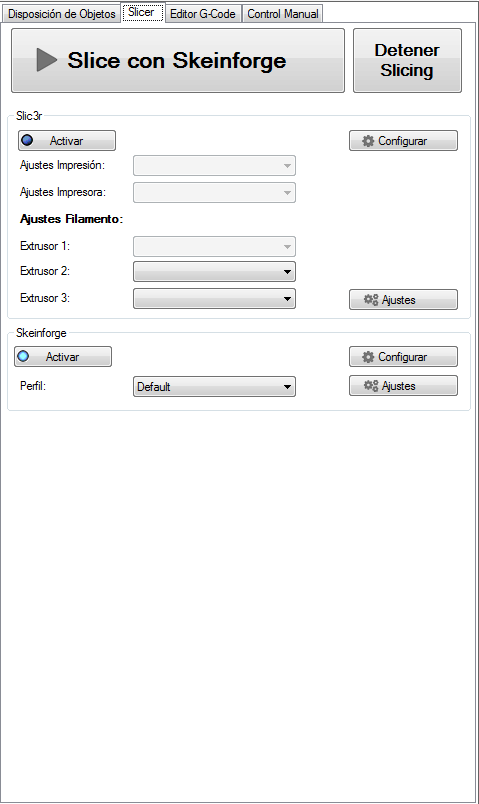 Disposición de Objetos Slicer Editor G-Code Control Manual
Slice con Skeinforge
Detener
Slicing
Slic3r
Activar Configurar
Ajustes Impresión:
Ajustes Impresora:
Ajustes Filamento:
Extrusor 1:
Extrusor 2:
Extrusor 3: Ajustes
Skeinforge
Activar Configurar
Perfil: Default Ajustes